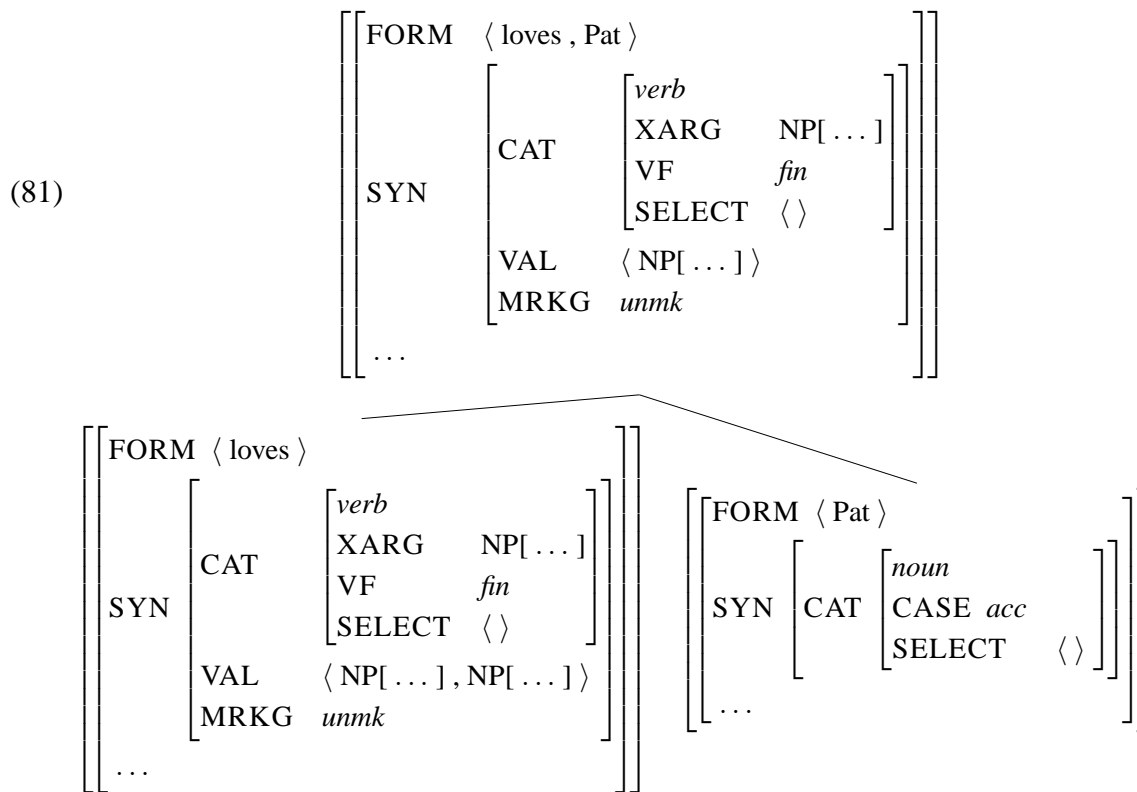 FORM ⟨ loves , Pat ⟩
verb
XARG NP[ . . . ]
CAT
VF fin
(81)
SYN
SELECT ⟨ ⟩
VAL ⟨ NP[ . . . ] ⟩
MRKG unmk
. . .
FORM ⟨ loves ⟩
verb
XARG NP[ . . . ]
CAT
VF fin
SYN
SELECT ⟨ ⟩
VAL ⟨ NP[ . . . ] , NP[ . . . ] ⟩
MRKG unmk
. . .
FORM ⟨ Pat ⟩
noun
SYN CAT CASE acc
SELECT ⟨ ⟩
. . .